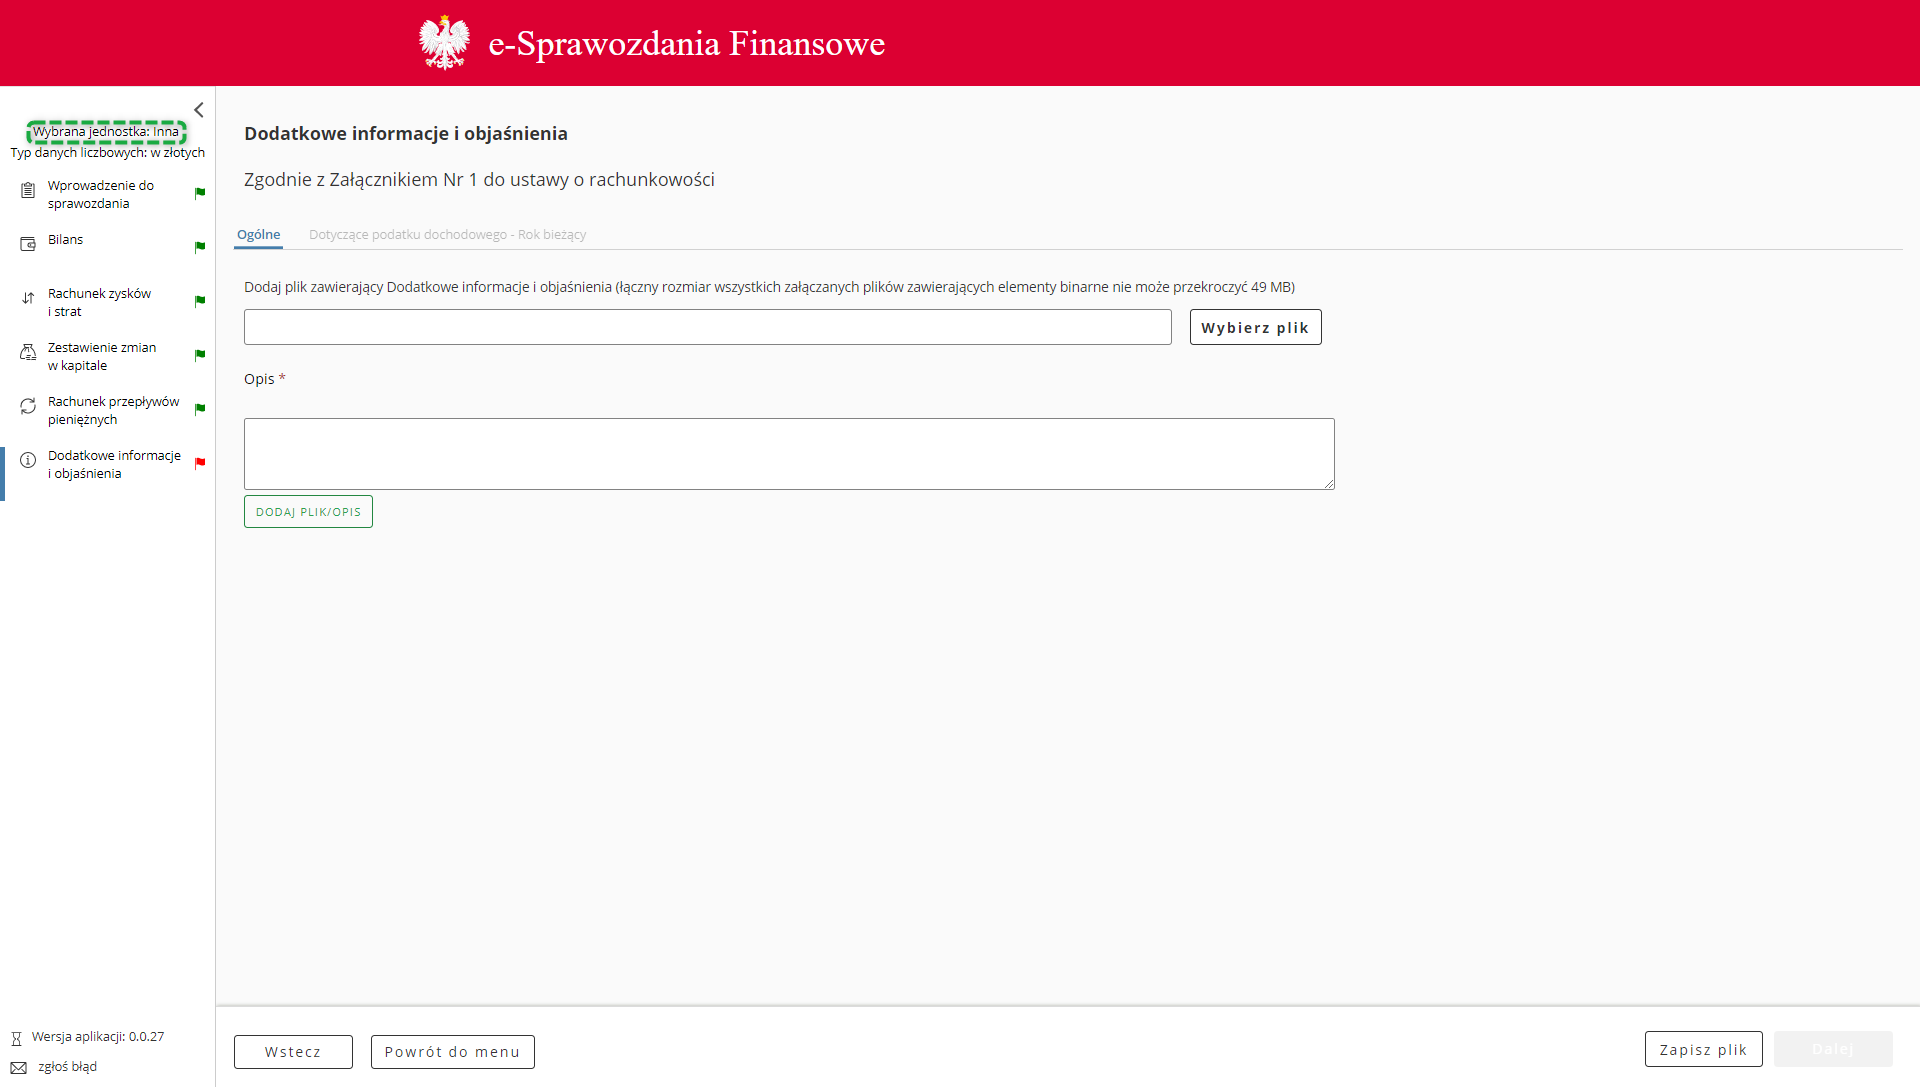 e-Sprawozdania Finansowe
Wybrana jednostka: Inna
Typ danych liczbowych: w złotych
Wprowadzenie do
sprawozdania
Bilans
Rachunek zysków
i strat
Zestawienie zmian
w kapitale
Rachunek przepływów
pieniężnych
Dodatkowe informacje
i objaśnienia
Wersja aplikacji: 0.0.27
zgłoś błąd
Dodatkowe informacje i objaśnienia
Zgodnie z Załącznikiem Nr 1 do ustawy o rachunkowości
Ogólne
Dotyczące podatku dochodowego - Rok bieżący
Dodaj plik zawierający Dodatkowe informacje i objaśnienia (łączny rozmiar wszystkich załączanych plików zawierających elementy binarne nie może przekroczyć 49 MB)
Wybierz plik
Opis *
DODAJ PLIK/OPIS
Wstecz
Powrót do menu
Zapisz plik
Dalej